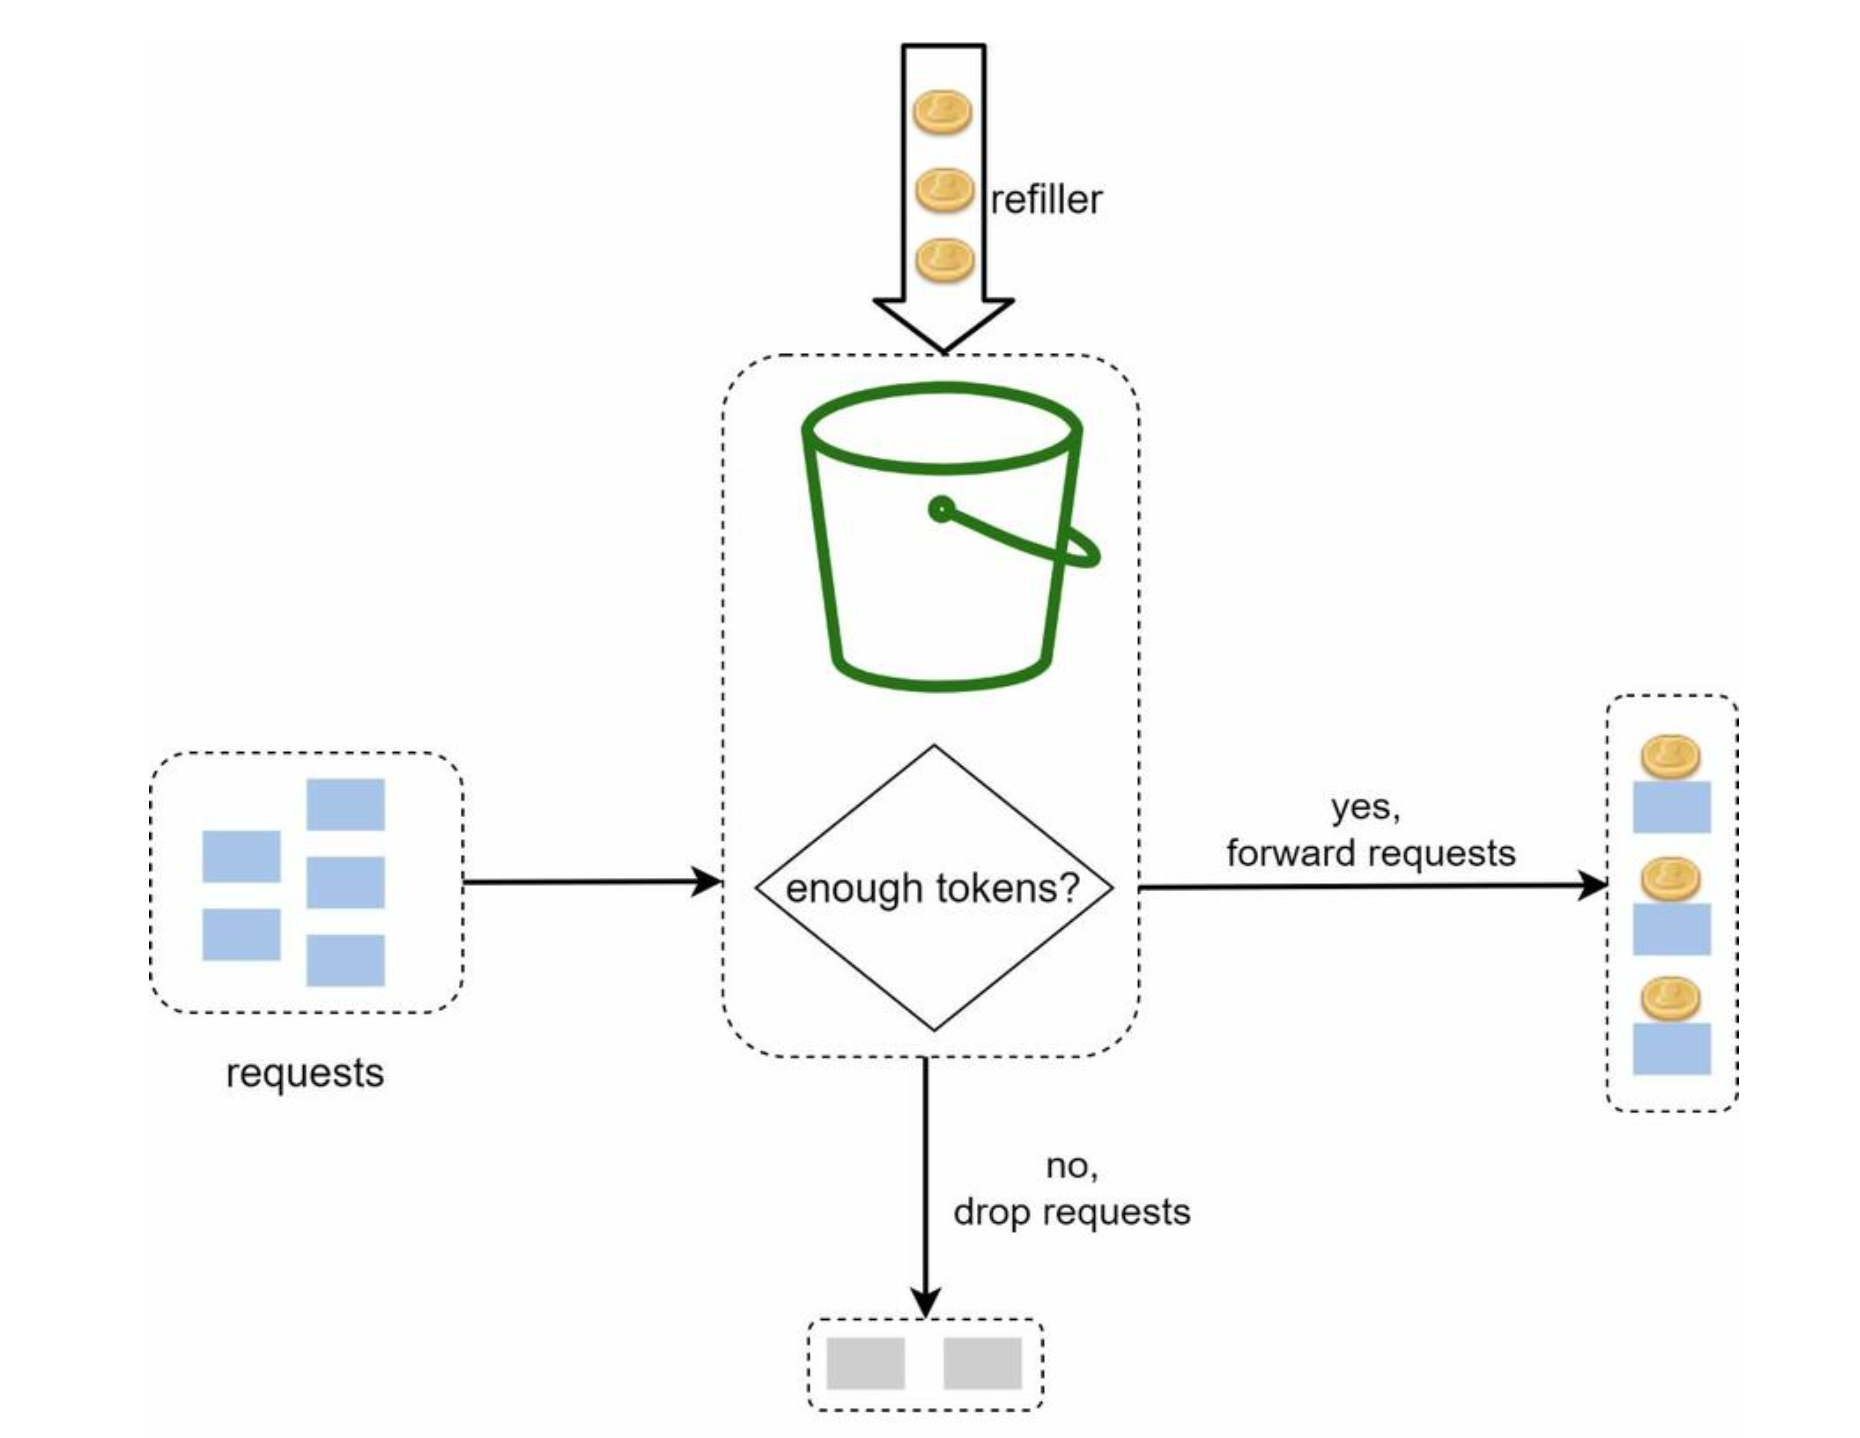 refiller
enough tokens?
yes,
forward requests
requests
no,
drop requests